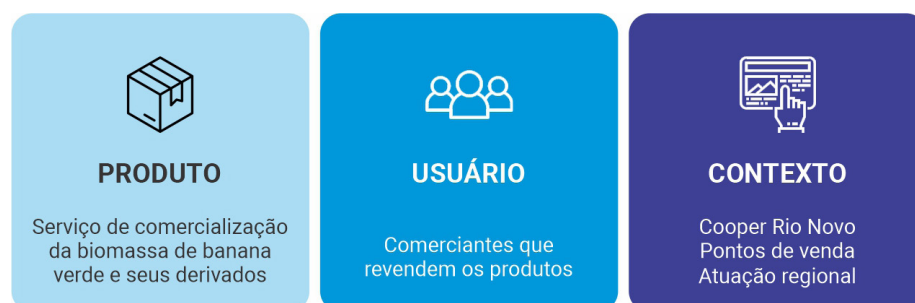 PRODUTO
Serviço de comercialização
da biomassa de banana
verde e seus derivados
USUÁRIO
Comerciantes que
revendem os produtos
CONTEXTO
Cooper Rio Novo
Pontos de venda
Atuação regional